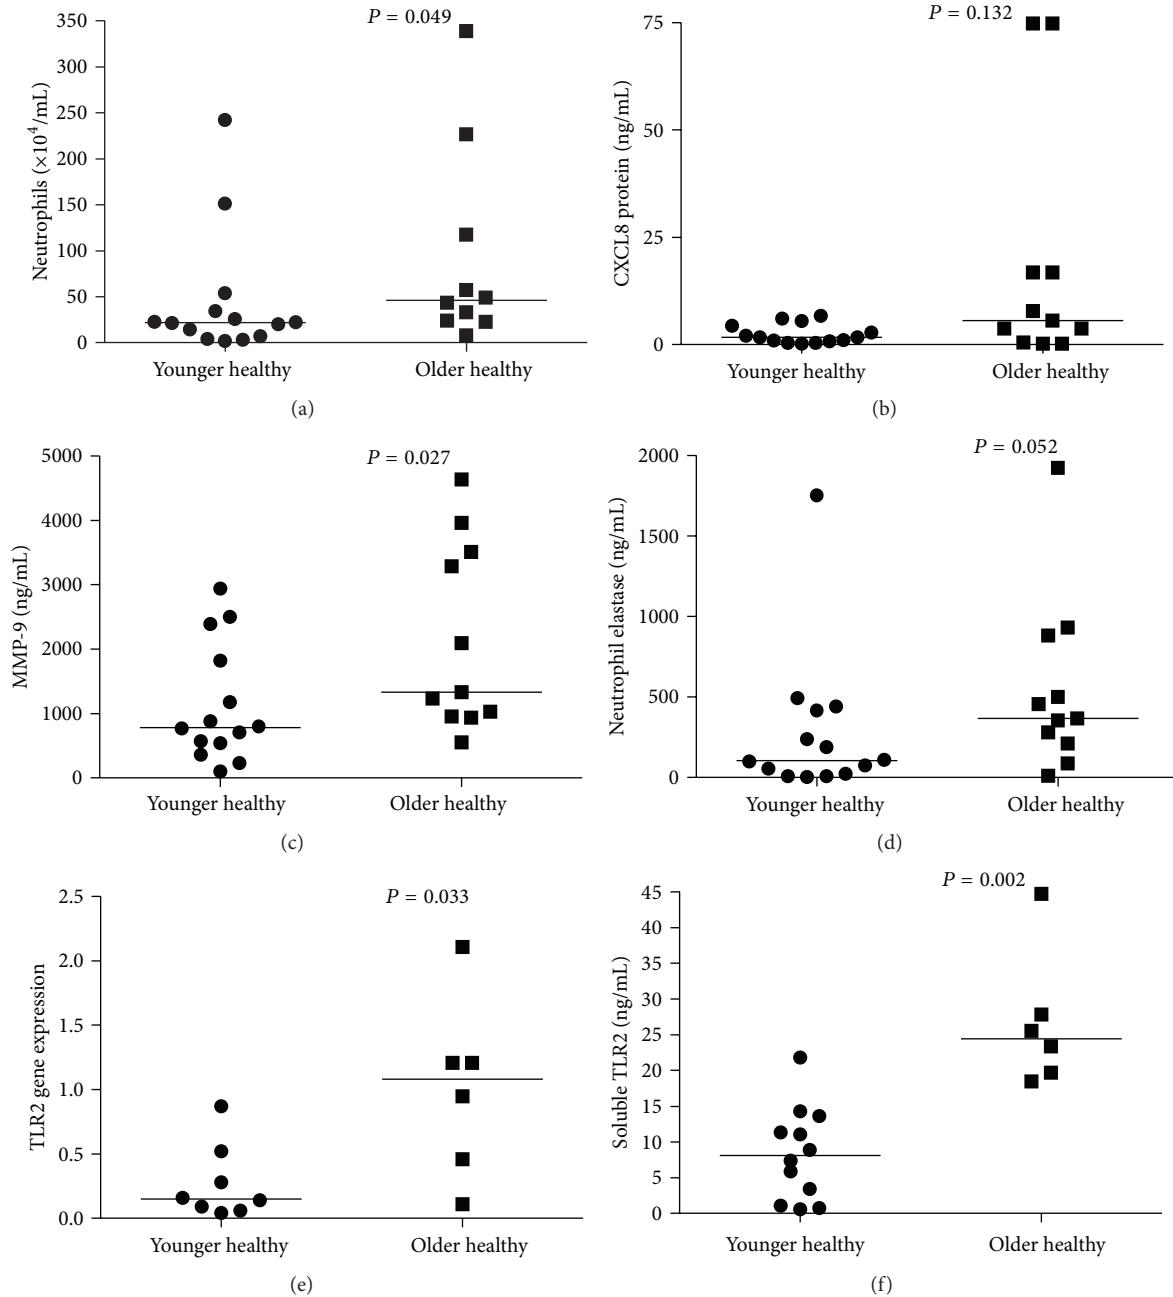 P = 0.049
Neutrophils (×10⁴/mL)
350
300
250
200
150
100
50
0
Younger healthy
Older healthy
(a)
P = 0.132
CXCL8 protein (ng/mL)
75
50
25
0
Younger healthy
Older healthy
(b)
P = 0.027
MMP-9 (ng/mL)
5000
4000
3000
2000
1000
0
Younger healthy
Older healthy
(c)
P = 0.052
Neutrophil elastase (ng/mL)
2000
1500
1000
500
0
Younger healthy
Older healthy
(d)
P = 0.033
TLR2 gene expression
2.5
2.0
1.5
1.0
0.5
0.0
Younger healthy
Older healthy
(e)
P = 0.002
Soluble TLR2 (ng/mL)
45
40
35
30
25
20
15
10
5
0
Younger healthy
Older healthy
(f)